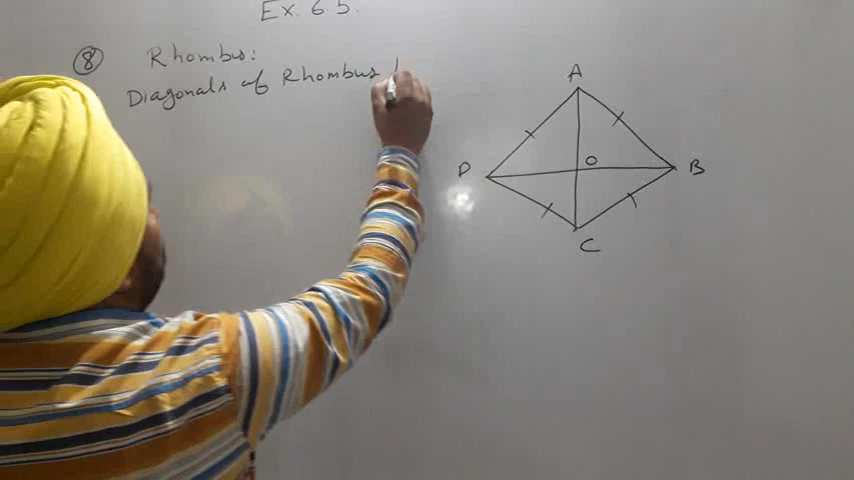 Ex. 6.5.
8 Rhombus:
Diagonals of Rhombus
A
D O B
C